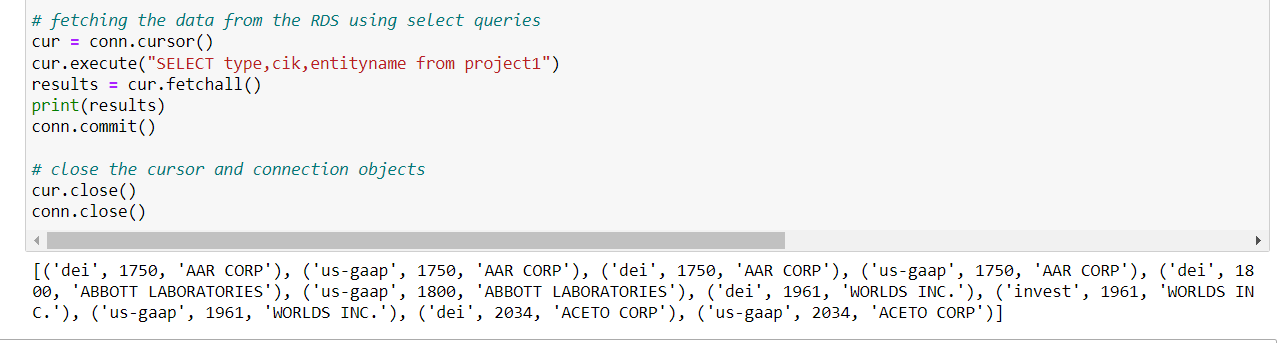 # fetching the data from the RDS using select queries
cur = conn.cursor()
cur.execute("SELECT type,cik,entityname from project1")
results = cur.fetchall()
print(results)
conn.commit()
# close the cursor and connection objects
cur.close()
conn.close()
[('dei', 1750, 'AAR CORP'), ('us-gaap', 1750, 'AAR CORP'), ('dei', 1750, 'AAR CORP'), ('us-gaap', 1750, 'AAR CORP'), ('dei', 18
00, 'ABBOTT LABORATORIES'), ('us-gaap', 1800, 'ABBOTT LABORATORIES'), ('dei', 1961, 'WORLDS INC.'), ('invest', 1961, 'WORLDS IN
C.'), ('us-gaap', 1961, 'WORLDS INC.'), ('dei', 2034, 'ACETO CORP'), ('us-gaap', 2034, 'ACETO CORP')]